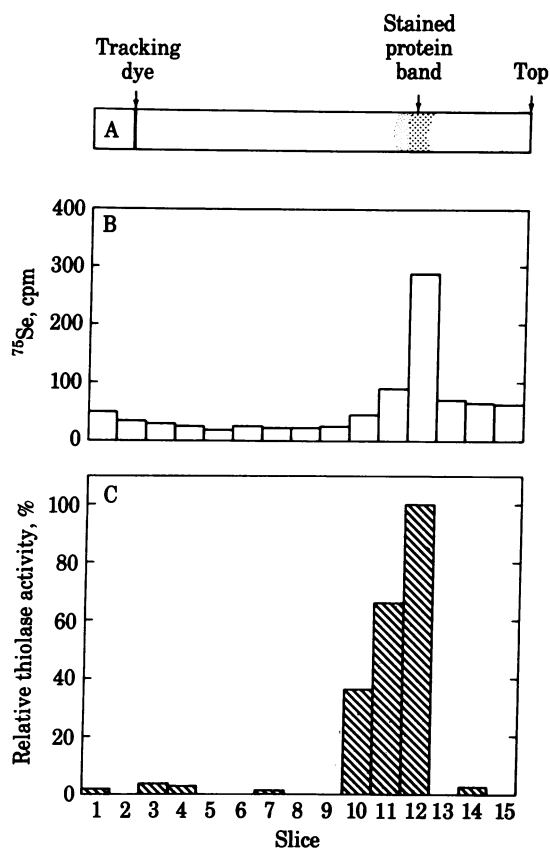 Tracking
dye
Stained
protein
band
Top
A
B
400
300
200
100
0
⁷⁵Se, cpm
C
100
80
60
40
20
0
Relative thiolase activity, %
1 2 3 4 5 6 7 8 9 10 11 12 13 14 15
Slice